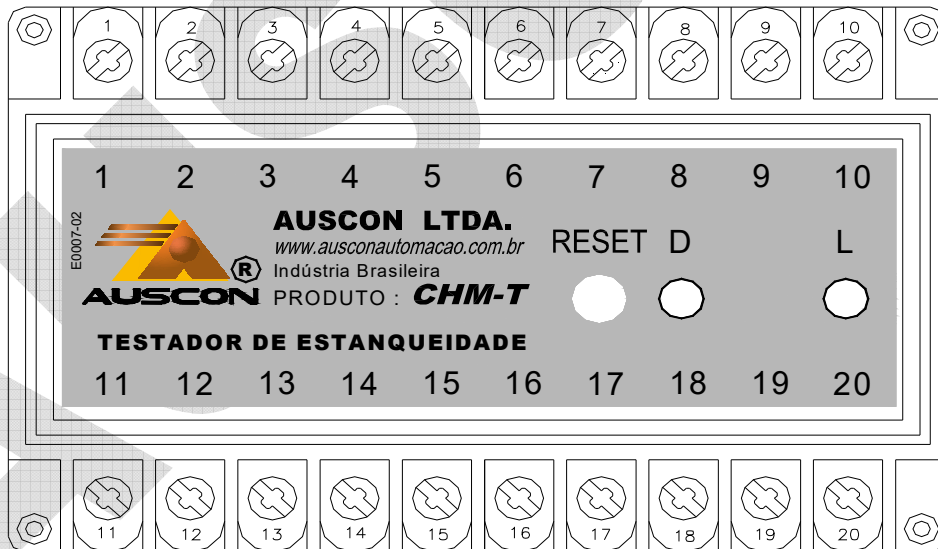 1 2 3 4 5 6 7 8 9 10
1 2 3 4 5 6 7 8 9 10
E0007-02
AUSCON LTDA.
www.ausconautomacao.com.br
Indústria Brasileira
PRODUTO : CHM-T
AUSCON ®
RESET D L
TESTADOR DE ESTANQUEIDADE
11 12 13 14 15 16 17 18 19 20
11 12 13 14 15 16 17 18 19 20